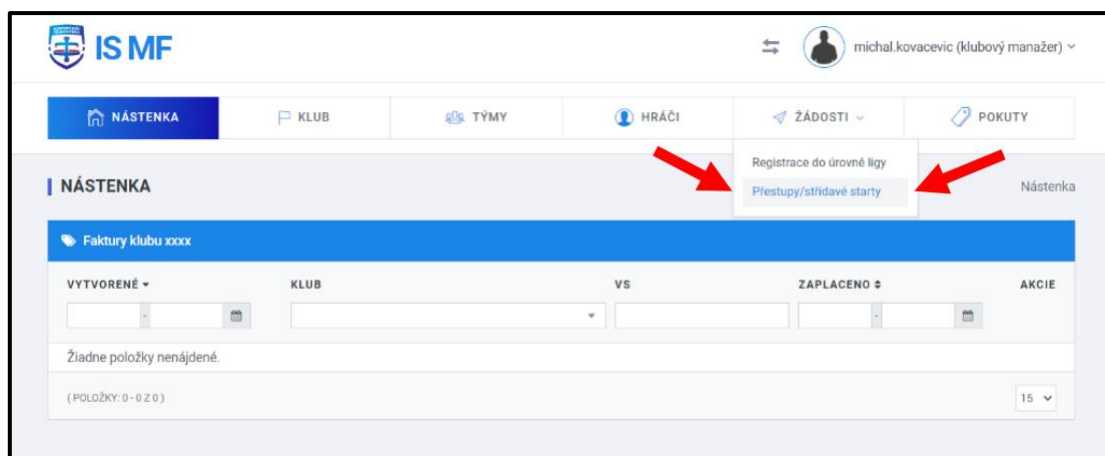 IS MF
michal.kovacevic (klubový manažer)
NÁSTENKA KLUB TÝMY HRÁČI ŽÁDOSTI POKUTY
Registrace do úrovně ligy
Přestupy/střídavé starty
NÁSTENKA Nástenka
Faktury klubu xxxx
VYTVORENÉ KLUB VS ZAPLACENO AKCIE
- -
Žiadne položky nenájdené.
( POLOŽKY: 0 - 0 Z 0 ) 15